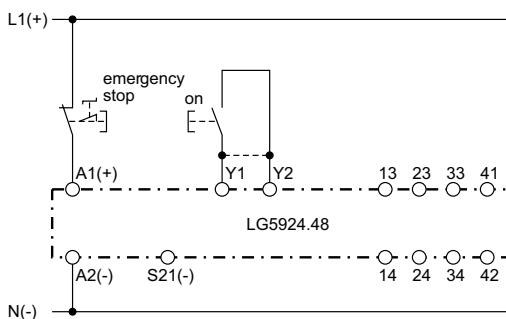 L1(+)
emergency
stop
on
A1(+) Y1 Y2 13 23 33 41
LG5924.48
A2(-) S21(-) 14 24 34 42
N(-)